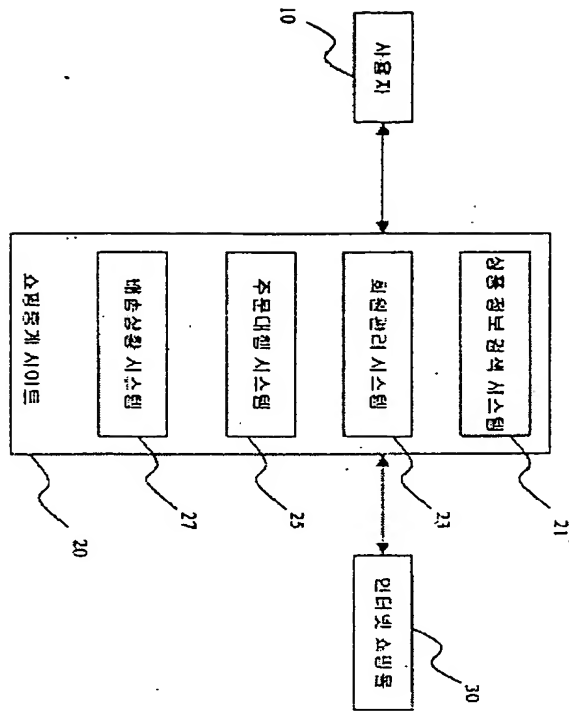 10
사용자
상품 정보 검색 시스템
21
회원관리 시스템
23
주문대행 시스템
25
배송상황 시스템
27
쇼핑중계 사이트
20
인터넷 쇼핑몰
30